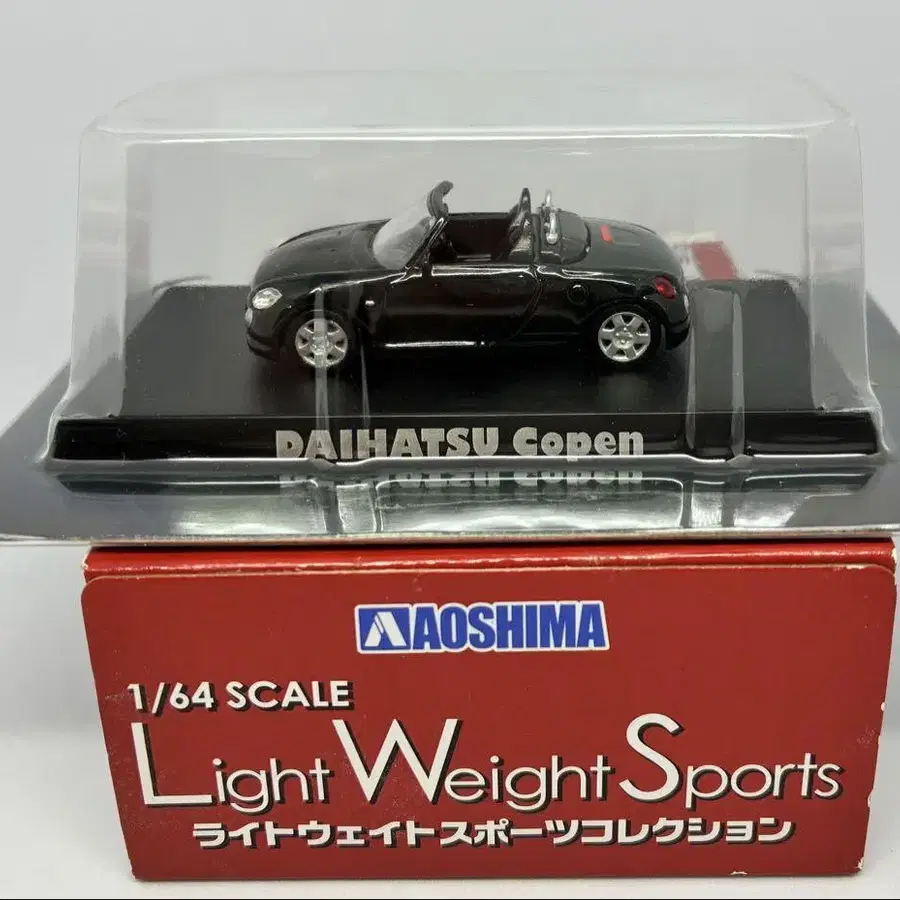 DAIHATSU Copen
AOSHIMA
1/64 SCALE
Light Weight Sports
ライトウェイトスポーツコレクション